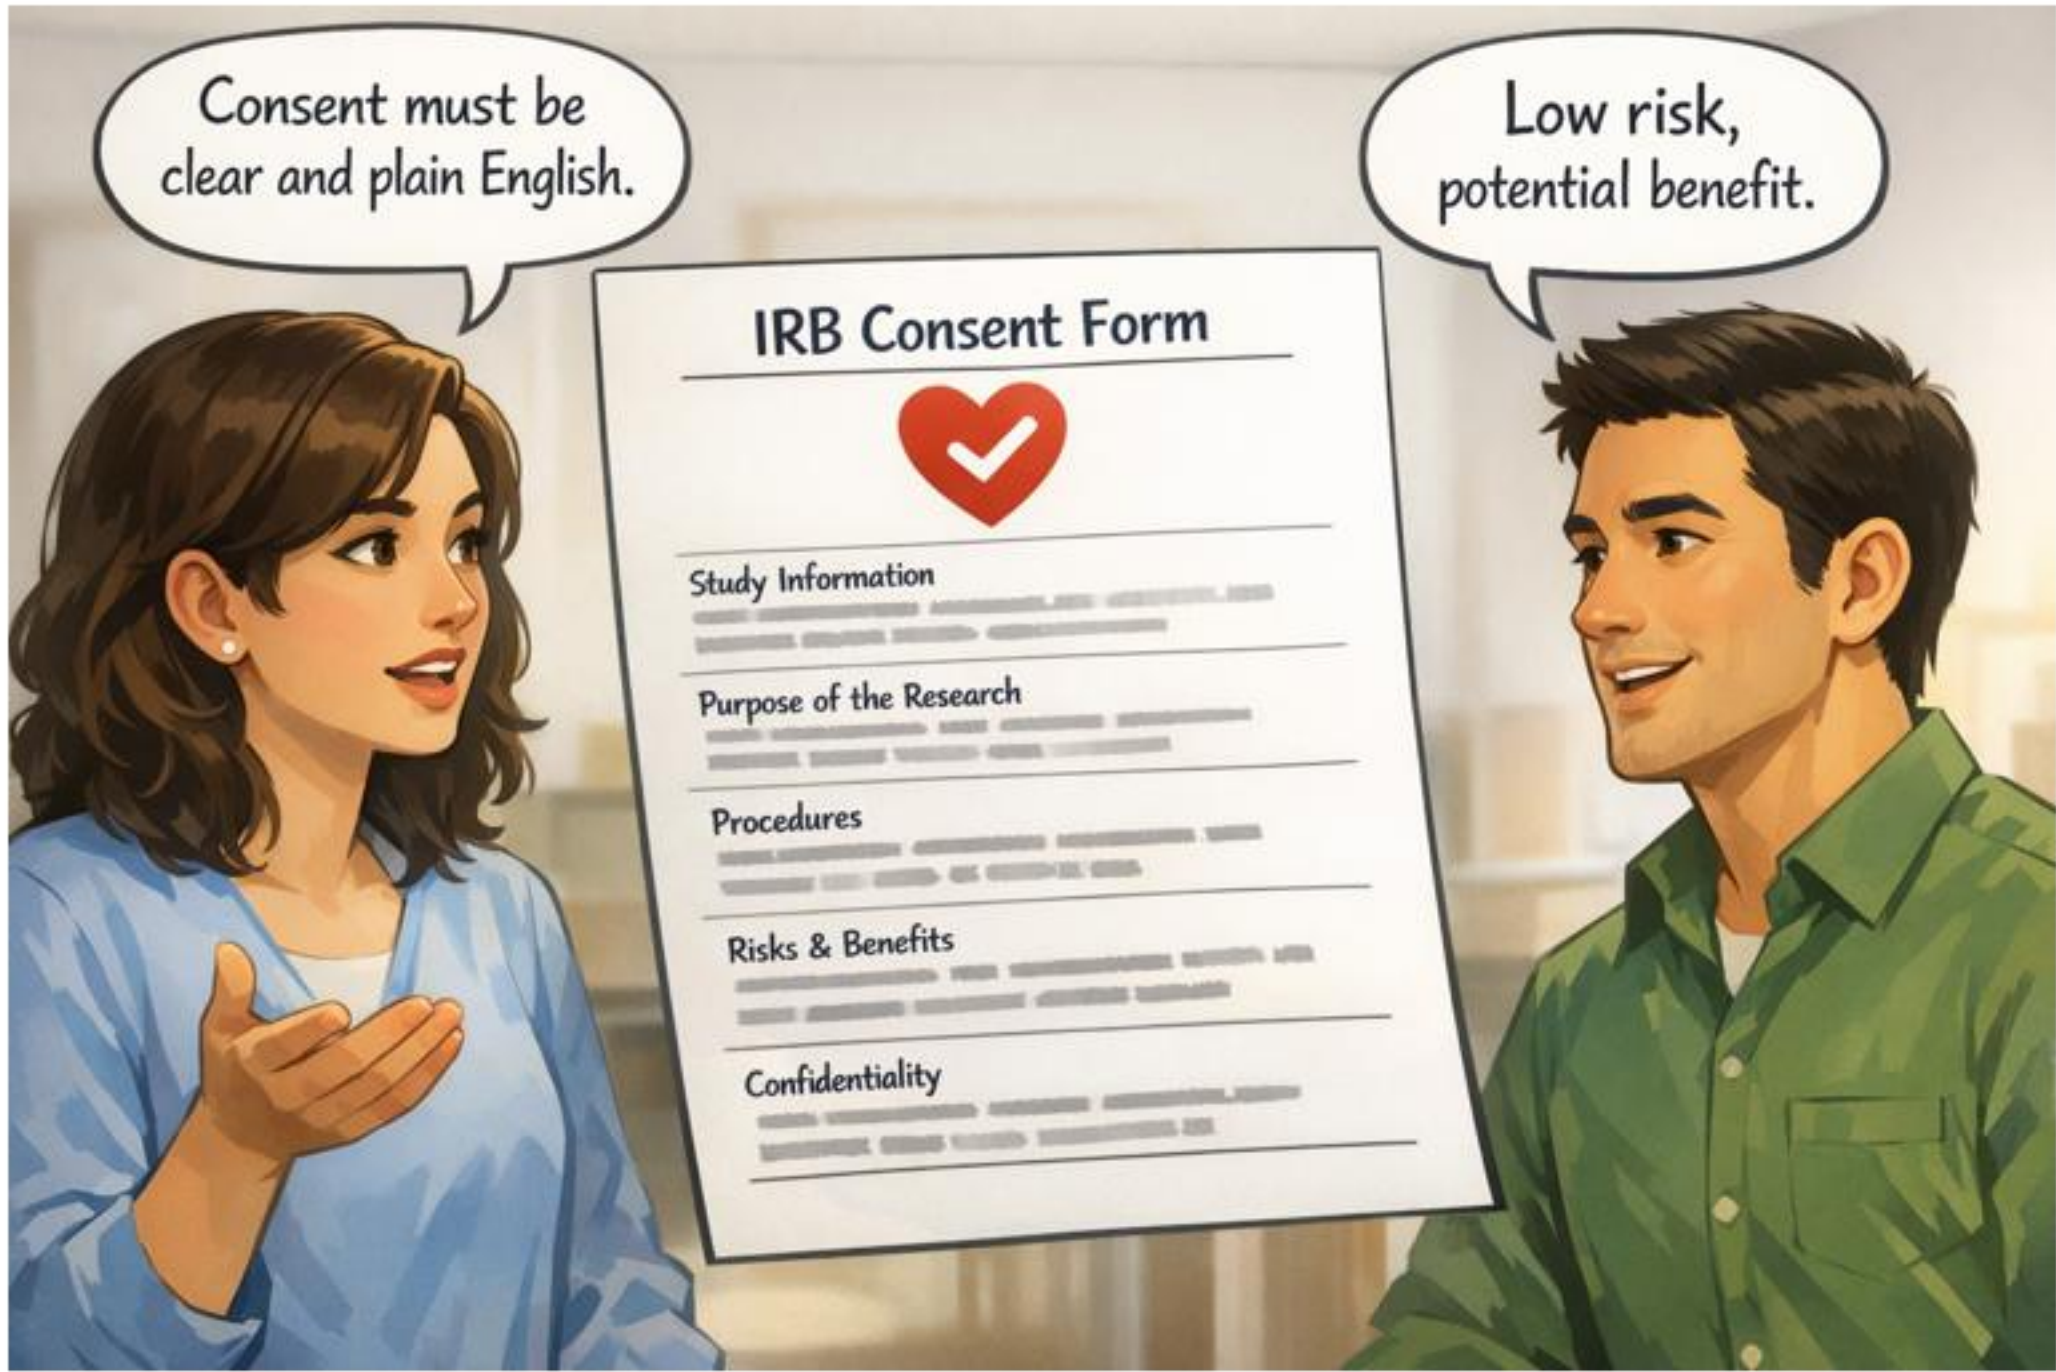 Consent must be
clear and plain English.
Low risk,
potential benefit.
IRB Consent Form
Study Information
Purpose of the Research
Procedures
Risks & Benefits
Confidentiality